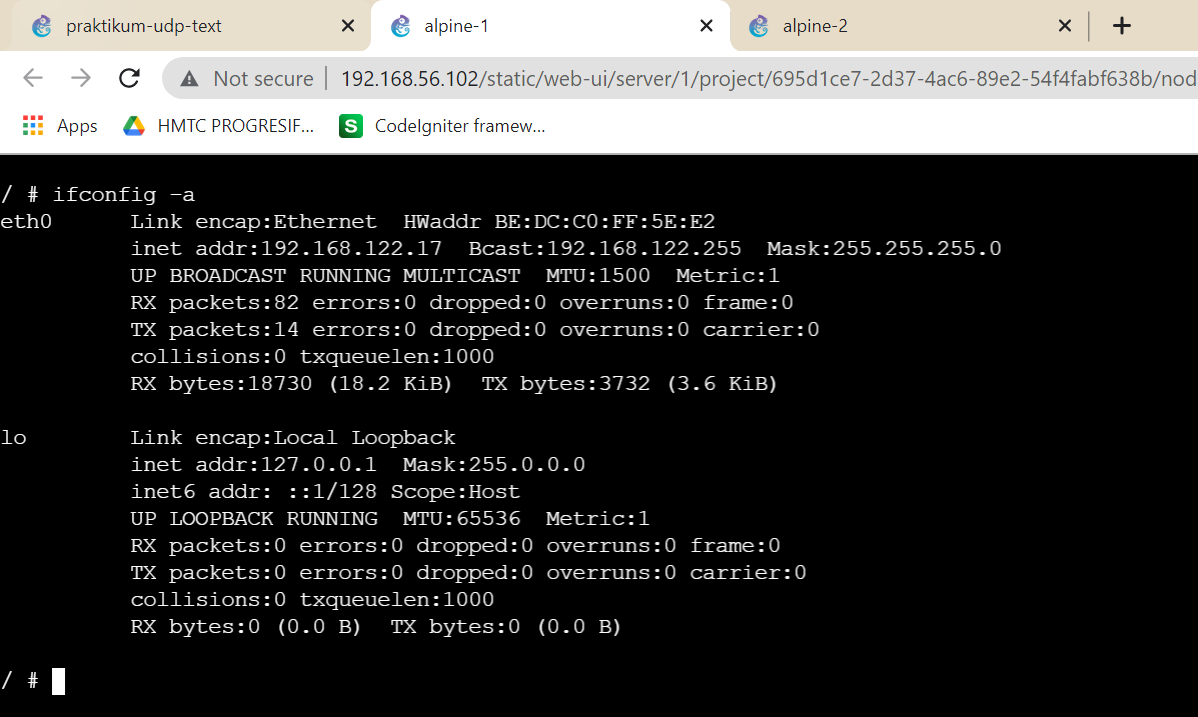 praktikum-udp-text
alpine-1
alpine-2
Not secure | 192.168.56.102/static/web-ui/server/1/project/695d1ce7-2d37-4ac6-89e2-54f4fabf638b/nod
Apps
HMTC PROGRESIF...
S CodeIgniter framew...
/ # ifconfig -a
eth0 Link encap:Ethernet HWaddr BE:DC:C0:FF:5E:E2
inet addr:192.168.122.17 Bcast:192.168.122.255 Mask:255.255.255.0
UP BROADCAST RUNNING MULTICAST MTU:1500 Metric:1
RX packets:82 errors:0 dropped:0 overruns:0 frame:0
TX packets:14 errors:0 dropped:0 overruns:0 carrier:0
collisions:0 txqueuelen:1000
RX bytes:18730 (18.2 KiB) TX bytes:3732 (3.6 KiB)
lo Link encap:Local Loopback
inet addr:127.0.0.1 Mask:255.0.0.0
inet6 addr: ::1/128 Scope:Host
UP LOOPBACK RUNNING MTU:65536 Metric:1
RX packets:0 errors:0 dropped:0 overruns:0 frame:0
TX packets:0 errors:0 dropped:0 overruns:0 carrier:0
collisions:0 txqueuelen:1000
RX bytes:0 (0.0 B) TX bytes:0 (0.0 B)
/ #